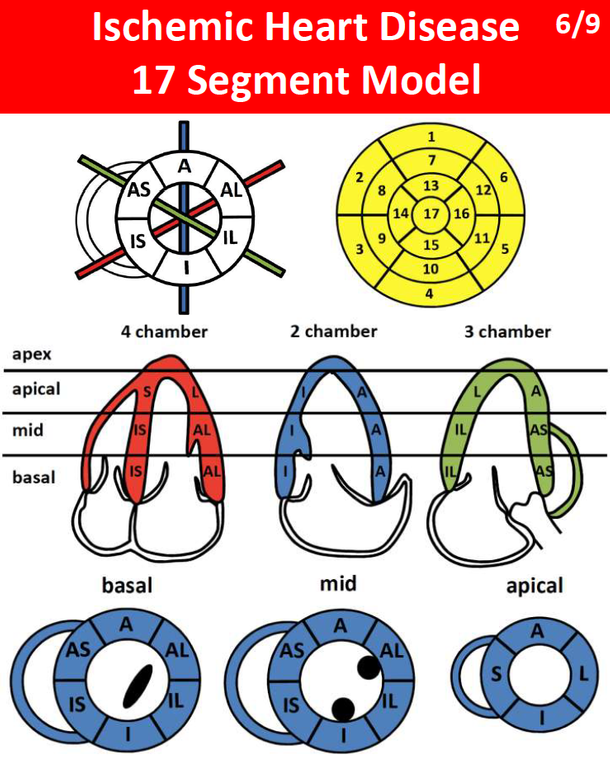 Ischemic Heart Disease 6/9
17 Segment Model
A
AS AL
IS IL
I
1
7
2 6
8 13 12
14 17 16
9 15 11
3 5
10
4
4 chamber 2 chamber 3 chamber
apex
apical S L I A L A
mid IS AL I A IL AS
basal IS AL I A IL AS
basal mid apical
A A A
AS AL AS AL
S L
IS IL IS IL
I I I